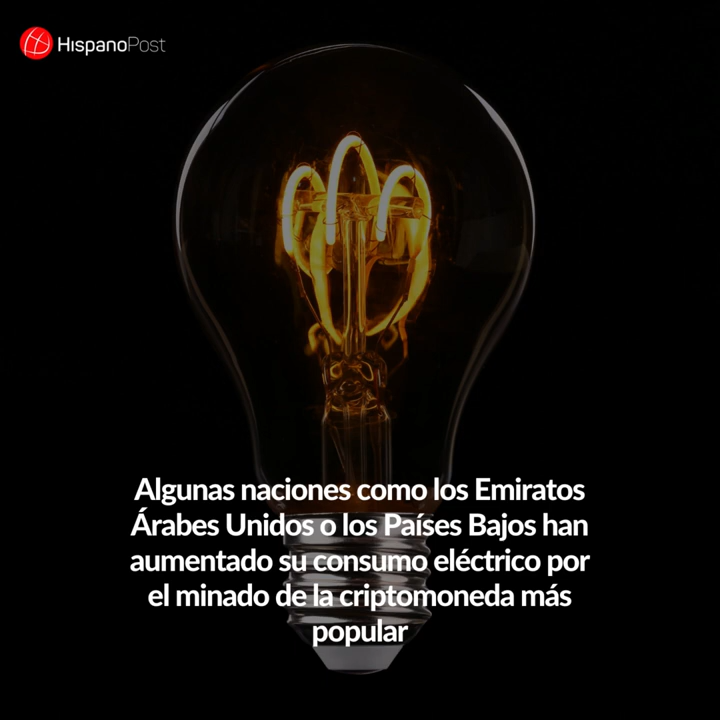 HispanoPost
Algunas naciones como los Emiratos
Árabes Unidos o los Países Bajos han
aumentado su consumo eléctrico por
el minado de la criptomoneda más
popular